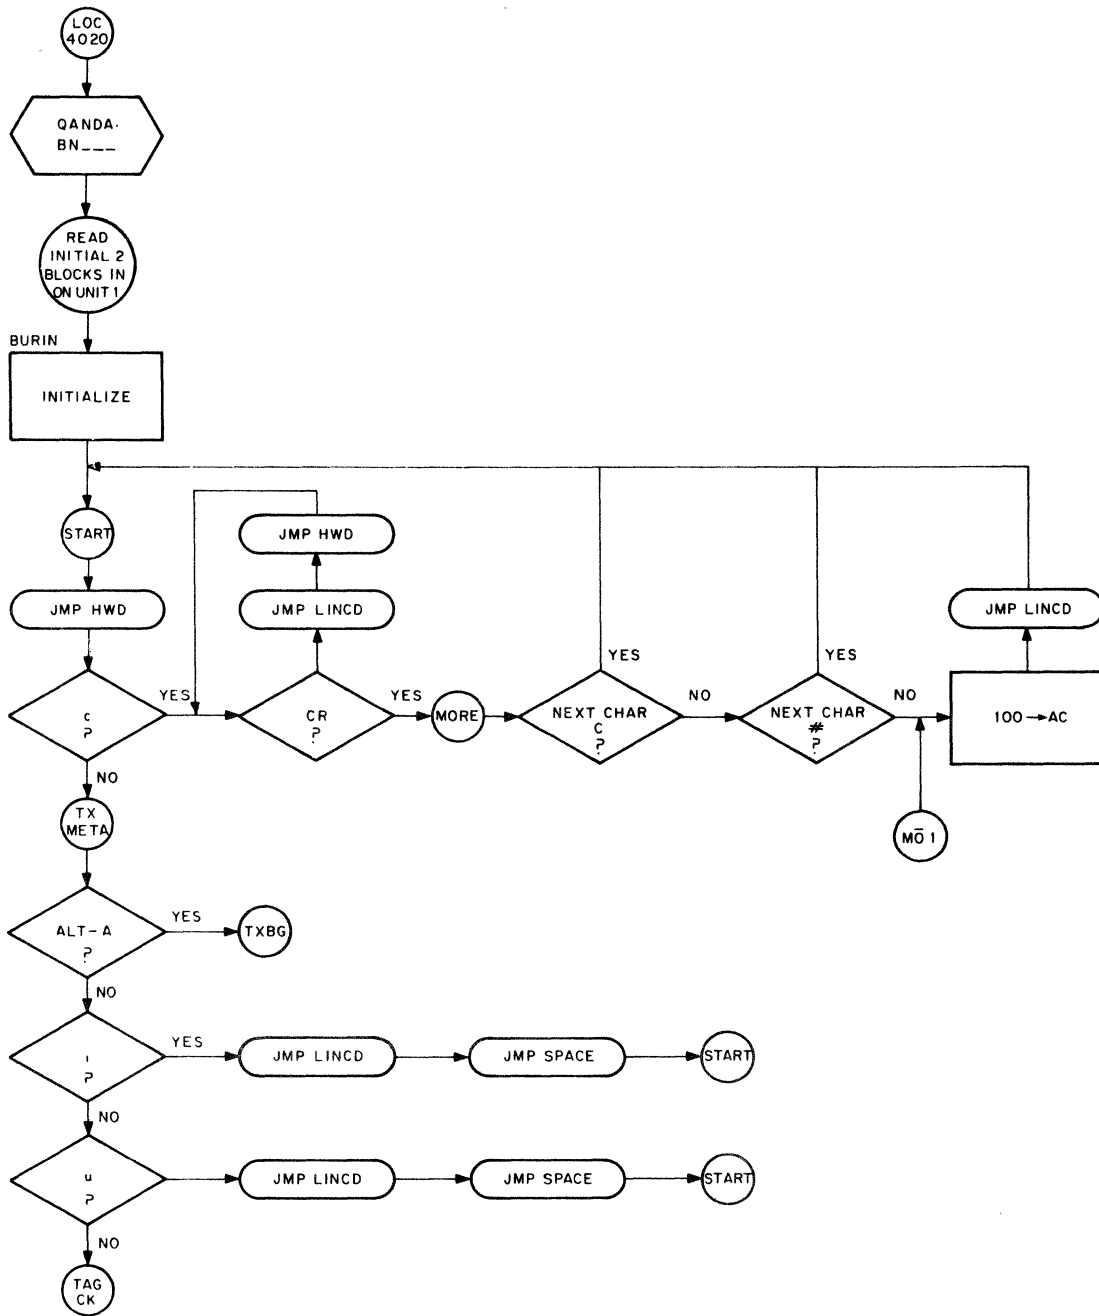 LOC
4020
QANDA.
BN___
READ
INITIAL 2
BLOCKS IN
ON UNIT 1
BURIN
INITIALIZE
START
JMP HWD
JMP HWD
JMP LINCD
JMP LINCD
c
?
YES
NO
CR
?
YES
MORE
NEXT CHAR
C
?
YES
NO
NEXT CHAR
#
?
YES
NO
100→AC
MO̅ 1
TX
META
ALT-A
?
YES
TXBG
NO
?
YES
JMP LINCD
JMP SPACE
START
NO
u
?
JMP LINCD
JMP SPACE
START
NO
TAG
CK